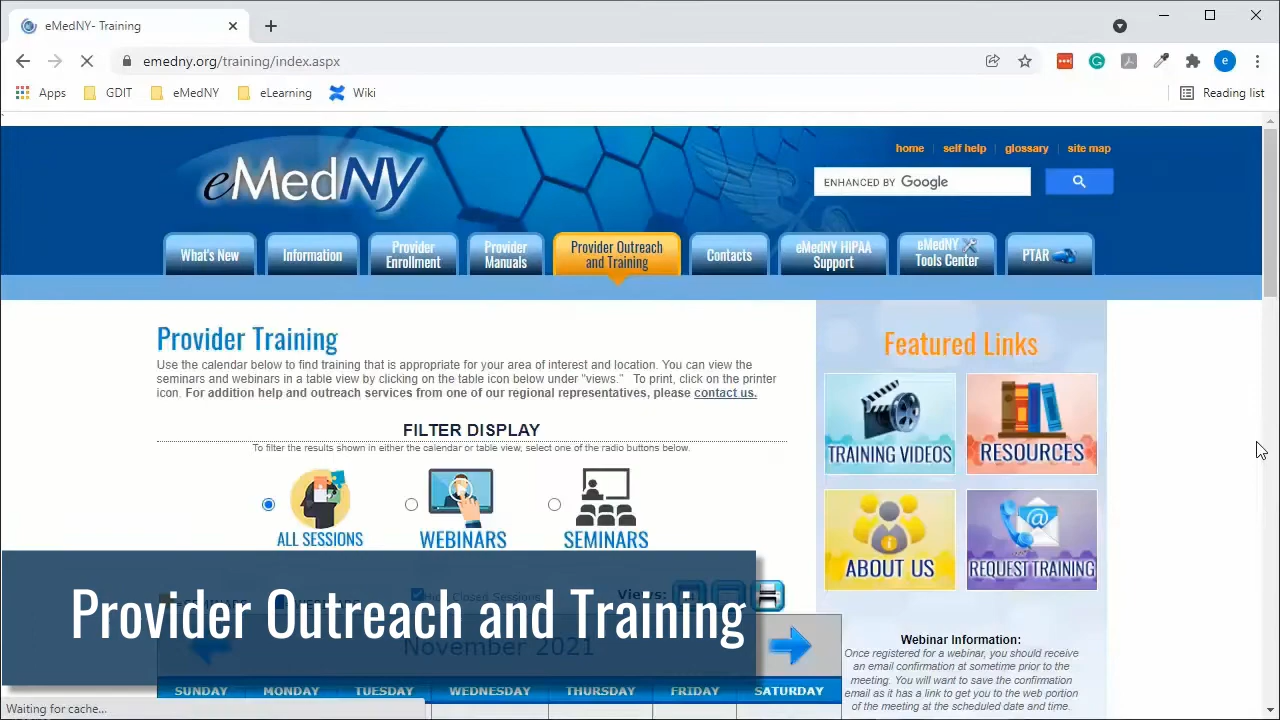 eMedNY- Training
emedny.org/training/index.aspx
Apps GDIT eMedNY eLearning Wiki Reading list
home self help glossary site map
eMedNY
ENHANCED BY Google
What's New
Information
Provider
Enrollment
Provider
Manuals
Provider Outreach
and Training
Contacts
eMedNY HIPAA
Support
eMedNY
Tools Center
PTAR
Provider Training
Use the calendar below to find training that is appropriate for your area of interest and location. You can view the
seminars and webinars in a table view by clicking on the table icon below under "views."   To print, click on the printer
icon. For addition help and outreach services from one of our regional representatives, please contact us.
FILTER DISPLAY
To filter the results shown in either the calendar or table view, select one of the radio buttons below.
ALL SESSIONS WEBINARS SEMINARS
Views:
Provider Outreach and Training
November 2021
SUNDAY MONDAY TUESDAY WEDNESDAY THURSDAY FRIDAY SATURDAY
Featured Links
TRAINING VIDEOS
RESOURCES
ABOUT US
REQUEST TRAINING
Webinar Information:
Once registered for a webinar, you should receive
an email confirmation at sometime prior to the
meeting. You will want to save the confirmation
email as it has a link to get you to the web portion
of the meeting at the scheduled date and time.
Waiting for cache...